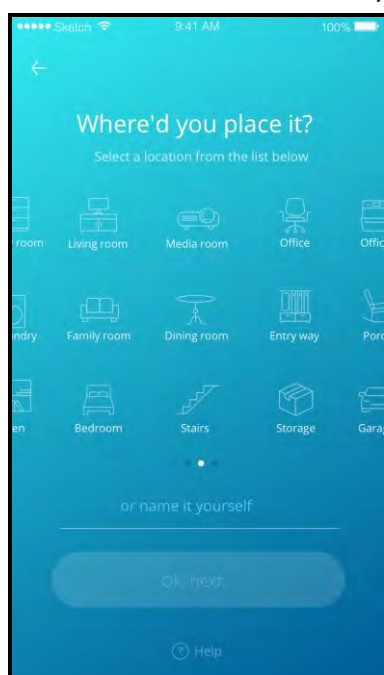 Sketch 9:41 AM 100%
Where'd you place it?
Select a location from the list below
room Living room Media room Office Offic
ndry Family room Dining room Entry way Porc
en Bedroom Stairs Storage Garag
or name it yourself
Ok, next
? Help